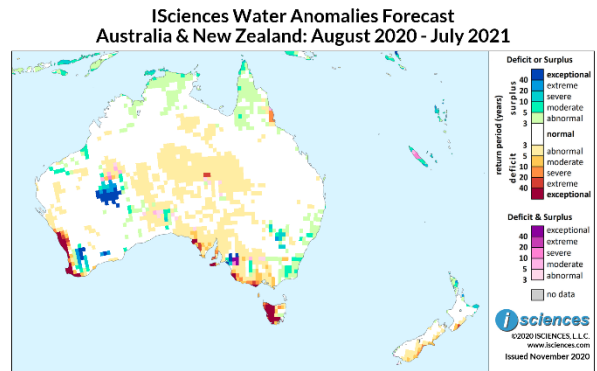 ISciences Water Anomalies Forecast
Australia & New Zealand: August 2020 - July 2021
Deficit or Surplus
return period (years)
surplus
deficit
40 exceptional
20 extreme
10 severe
5 moderate
3 abnormal
normal
3 abnormal
5 moderate
10 severe
20 extreme
40 exceptional
Deficit & Surplus
40 exceptional
20 extreme
10 severe
5 moderate
3 abnormal
no data
isciences
©2020 ISCIENCES, L.L.C.
www.isciences.com
Issued November 2020